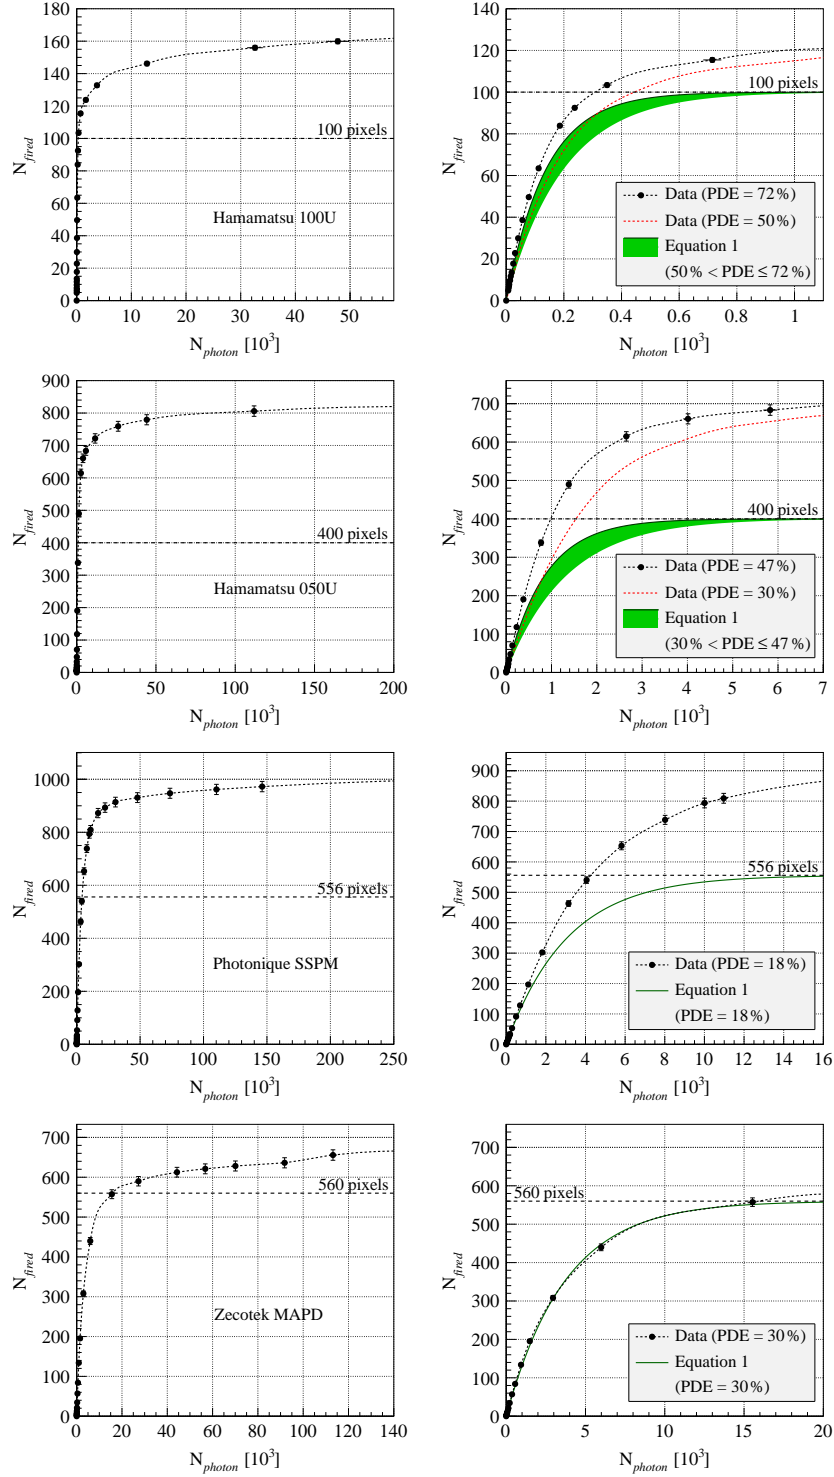 180
160
140
120
100
80
60
40
20
0
N_fired
100 pixels
Hamamatsu 100U
0 10 20 30 40 50
N_photon [10^3]
140
120
100
80
60
40
20
0
N_fired
100 pixels
Data (PDE = 72%)
Data (PDE = 50%)
Equation 1
(50% < PDE ≤ 72%)
0 0.2 0.4 0.6 0.8 1
N_photon [10^3]
900
800
700
600
500
400
300
200
100
0
N_fired
400 pixels
Hamamatsu 050U
0 50 100 150 200
N_photon [10^3]
700
600
500
400
300
200
100
0
N_fired
400 pixels
Data (PDE = 47%)
Data (PDE = 30%)
Equation 1
(30% < PDE ≤ 47%)
0 1 2 3 4 5 6 7
N_photon [10^3]
1000
800
600
400
200
0
N_fired
556 pixels
Photonique SSPM
0 50 100 150 200 250
N_photon [10^3]
900
800
700
600
500
400
300
200
100
0
N_fired
556 pixels
Data (PDE = 18%)
Equation 1
(PDE = 18%)
0 2 4 6 8 10 12 14 16
N_photon [10^3]
700
600
500
400
300
200
100
0
N_fired
560 pixels
Zecotek MAPD
0 20 40 60 80 100 120 140
N_photon [10^3]
700
600
500
400
300
200
100
0
N_fired
560 pixels
Data (PDE = 30%)
Equation 1
(PDE = 30%)
0 5 10 15 20
N_photon [10^3]